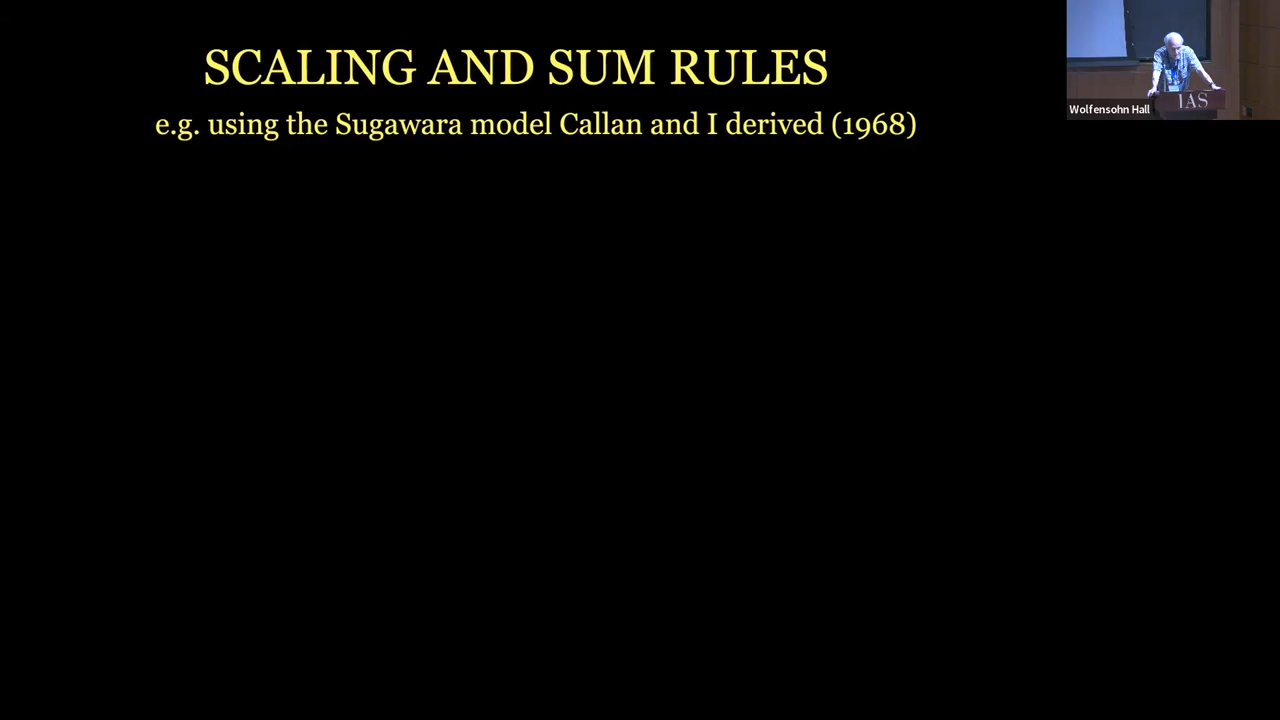 SCALING AND SUM RULES
e.g. using the Sugawara model Callan and I derived (1968)
Wolfensohn Hall
IAS